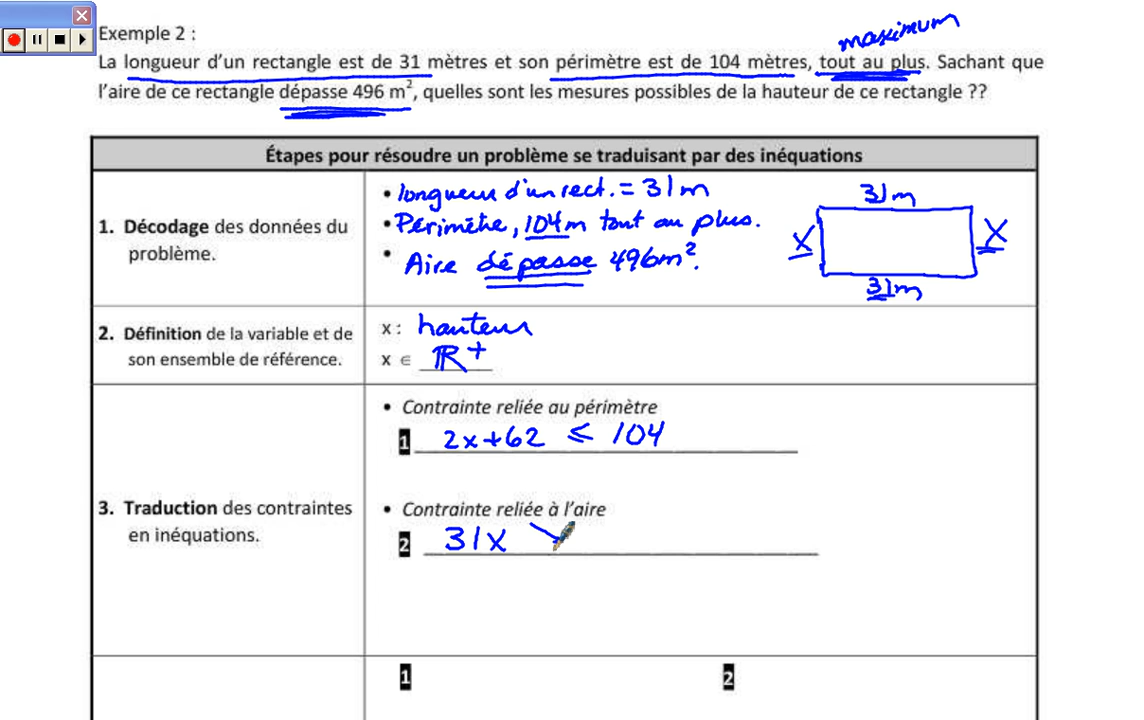 Exemple 2 :
maximum
La longueur d'un rectangle est de 31 mètres et son périmètre est de 104 mètres, tout au plus. Sachant que
l'aire de ce rectangle dépasse 496 m², quelles sont les mesures possibles de la hauteur de ce rectangle ??
Étapes pour résoudre un problème se traduisant par des inéquations
1. Décodage des données du
problème.
• longueur d'un rect. = 31m
• Périmètre, 104m tout au plus.
• Aire dépasse 496m².
31m
X
X
31m
2. Définition de la variable et de
son ensemble de référence.
x : hauteur
x ∈ ℝ+
3. Traduction des contraintes
en inéquations.
• Contrainte reliée au périmètre
1 2x+62 ⩽ 104
• Contrainte reliée à l'aire
2 31x >
1 2